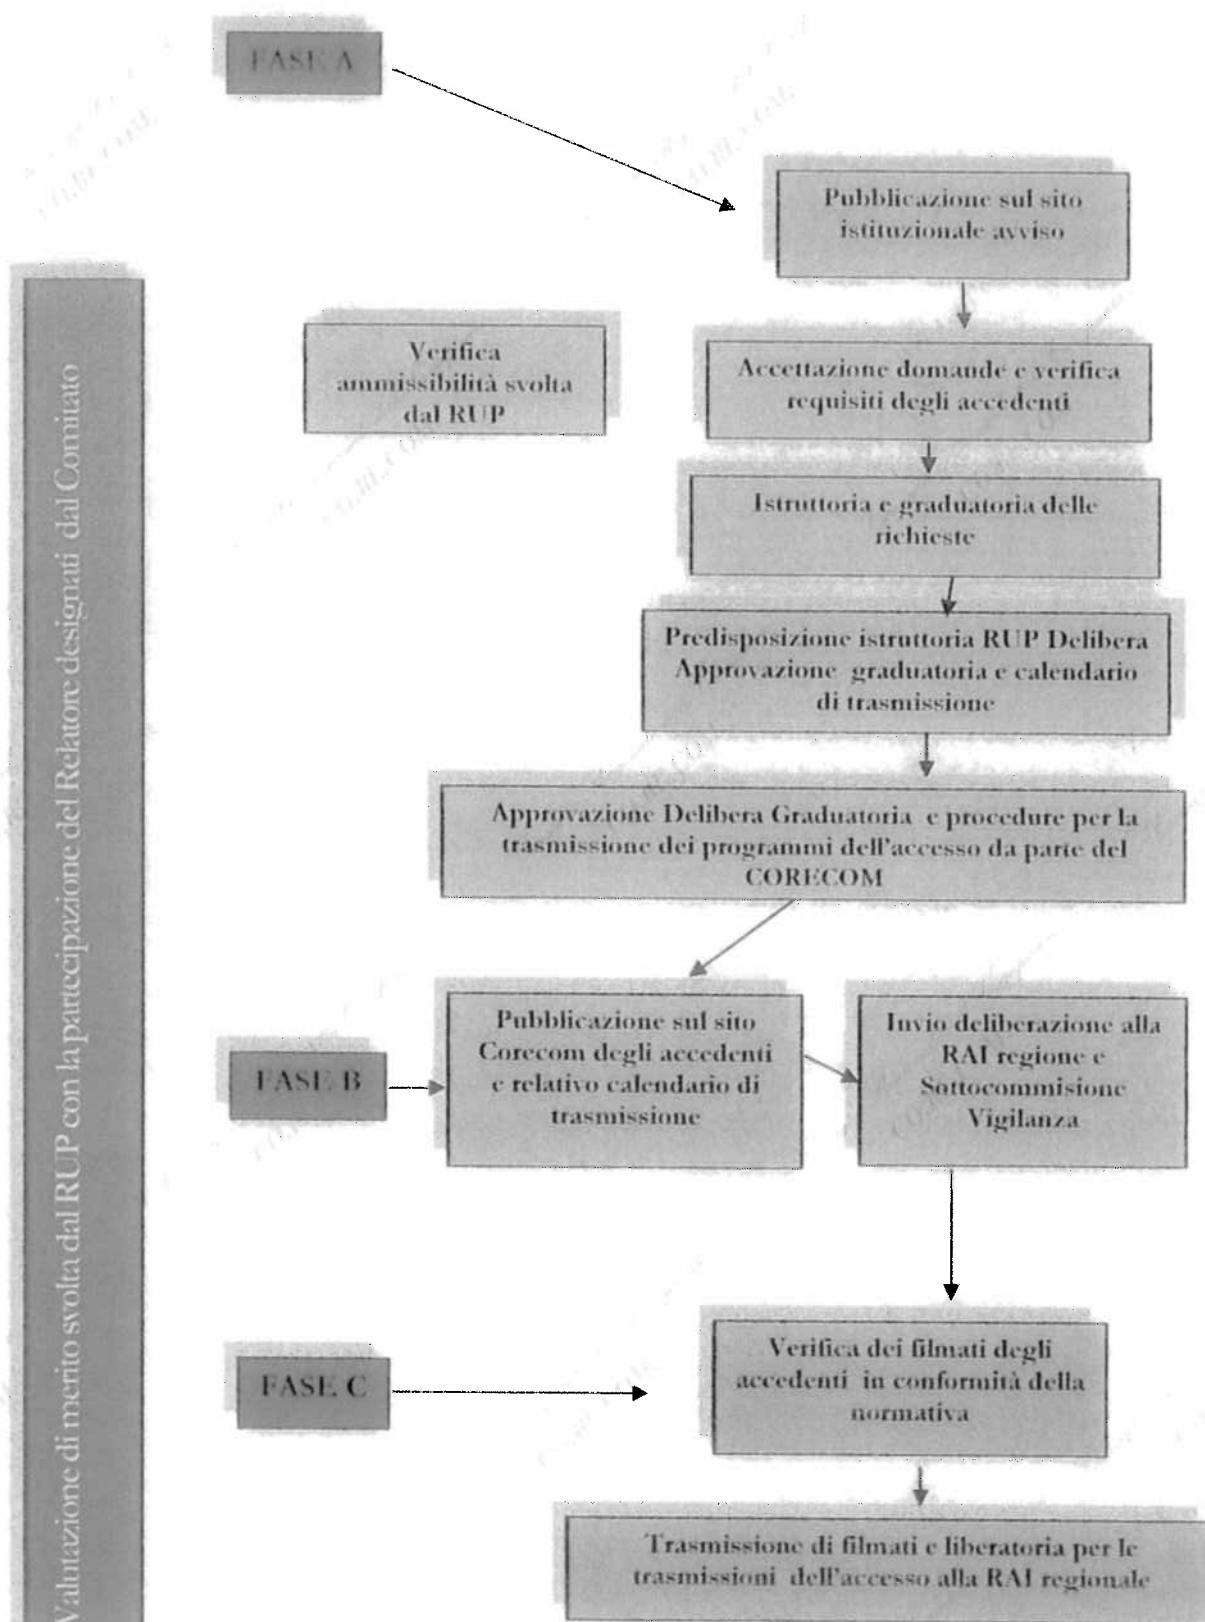 FASE A
Pubblicazione sul sito
istituzionale avviso
Verifica
ammissibilità svolta
dal RUP
Accettazione domande e verifica
requisiti degli accedenti
Istruttoria e graduatoria delle
richieste
Predisposizione istruttoria RUP Delibera
Approvazione graduatoria e calendario
di trasmissione
Approvazione Delibera Graduatoria e procedure per la
trasmissione dei programmi dell'accesso da parte del
CORECOM
FASE B
Pubblicazione sul sito
Corecom degli accedenti
e relativo calendario di
trasmissione
Invio deliberazione alla
RAI regione e
Sottocommisione
Vigilanza
FASE C
Verifica dei filmati degli
accedenti in conformità della
normativa
Trasmissione di filmati e liberatoria per le
trasmissioni dell'accesso alla RAI regionale
Valutazione di merito svolta dal RUP con la partecipazione del Relatore designati dal Comitato